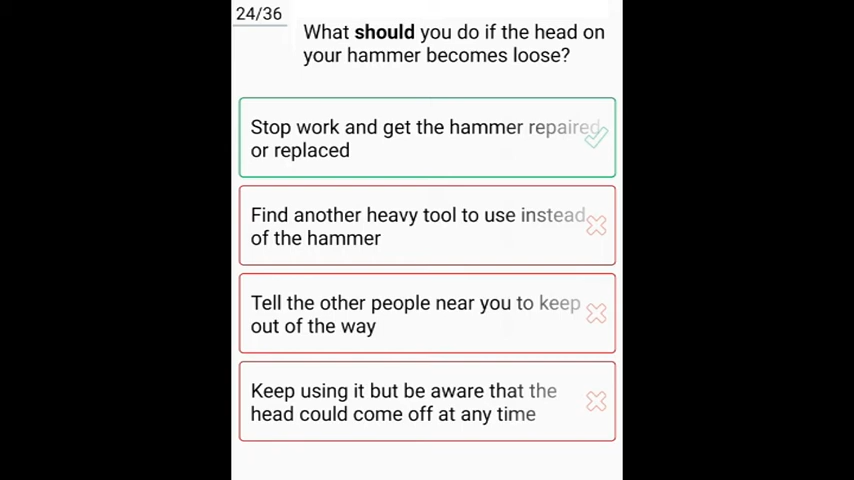 24/36
What should you do if the head on
your hammer becomes loose?
Stop work and get the hammer repaired
or replaced
Find another heavy tool to use instead
of the hammer
Tell the other people near you to keep
out of the way
Keep using it but be aware that the
head could come off at any time